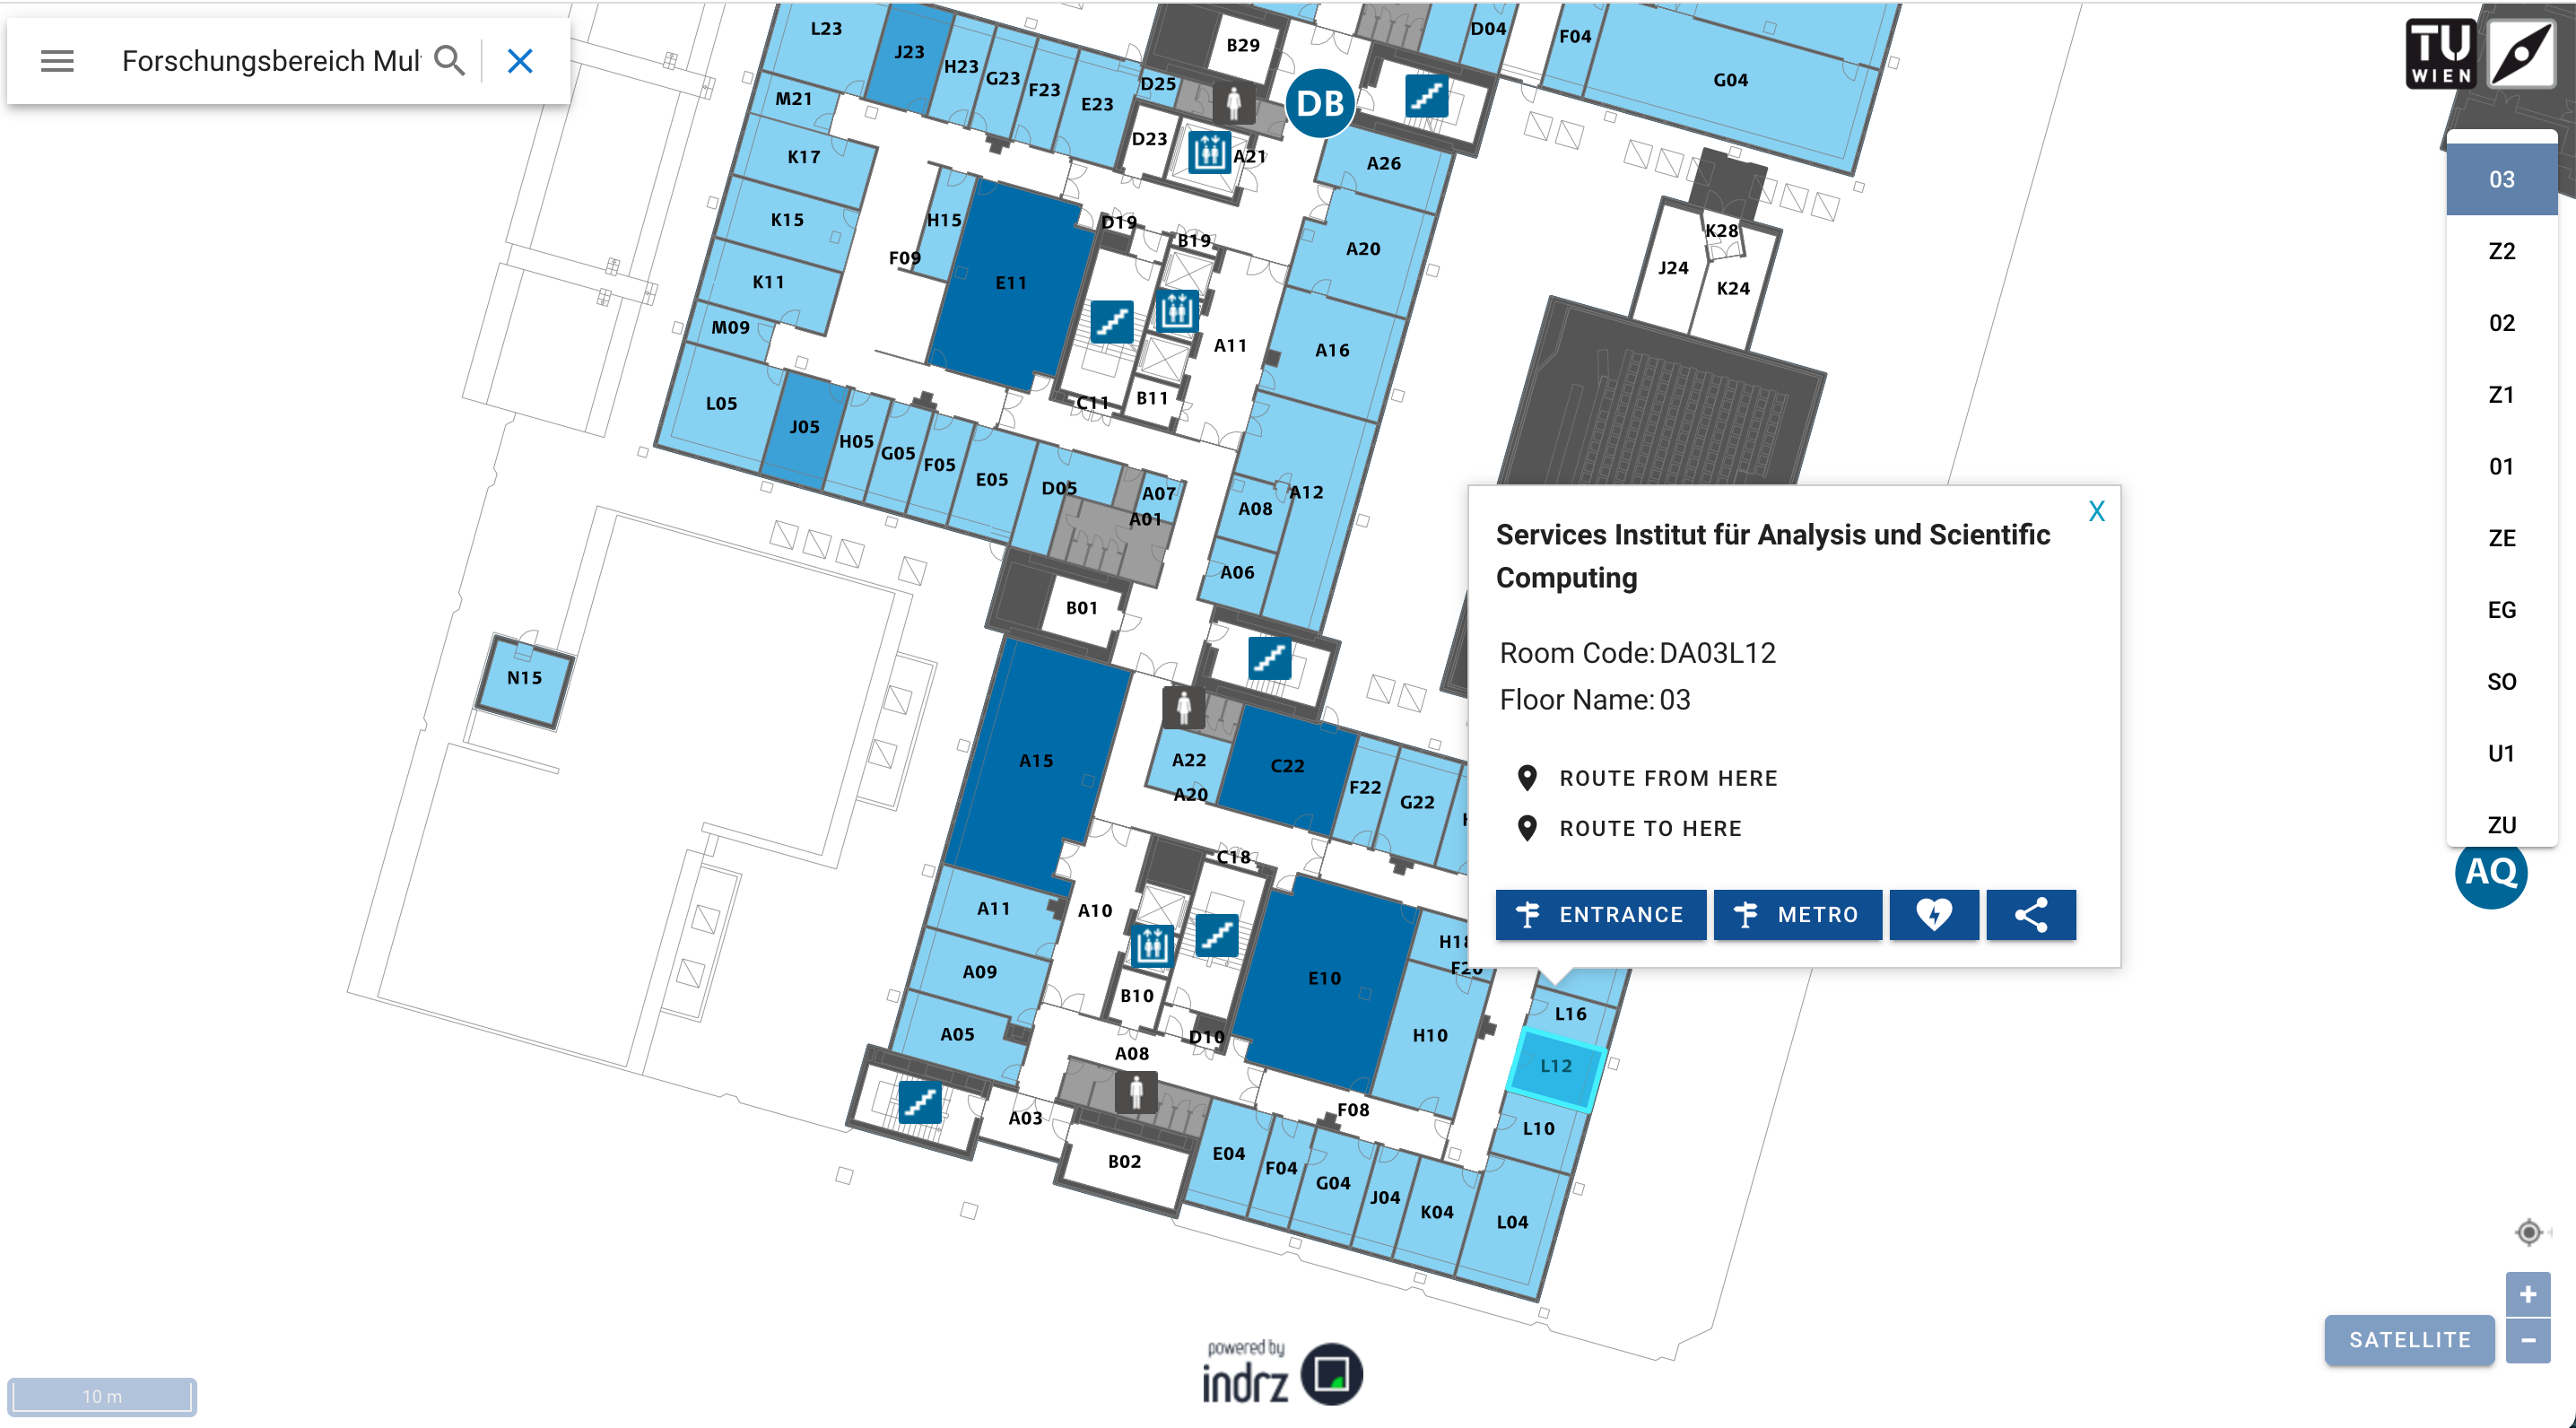 Forschungsbereich Mul
TU
WIEN
L23
J23
H23
G23
F23
E23
D25
B29
DB
D04
F04
G04
M21
K17
K15
K11
M09
L05
J05
H05
G05
F05
E05
D05
H15
F09
E11
D23
A21
D19
B19
A11
B11
C11
A26
A20
A16
A12
A08
A06
A07
A01
B01
J24
K28
K24
N15
A15
A22
A20
C22
F22
G22
C18
A11
A10
A09
A05
B10
D10
A08
E10
H10
F08
A03
B02
E04
F04
G04
J04
K04
L04
L10
L12
L16
X
Services Institut für Analysis und Scientific
Computing
Room Code: DA03L12
Floor Name: 03
ROUTE FROM HERE
ROUTE TO HERE
ENTRANCE
METRO
03
Z2
02
Z1
01
ZE
EG
SO
U1
ZU
AQ
+
−
SATELLITE
10 m
powered by
indrz